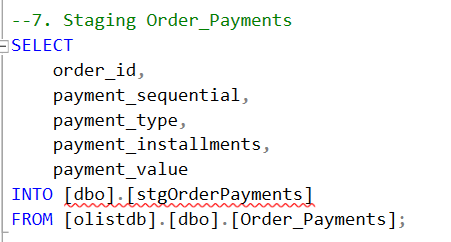 --7. Staging Order_Payments
SELECT
    order_id,
    payment_sequential,
    payment_type,
    payment_installments,
    payment_value
INTO [dbo].[stgOrderPayments]
FROM [olistdb].[dbo].[Order_Payments];